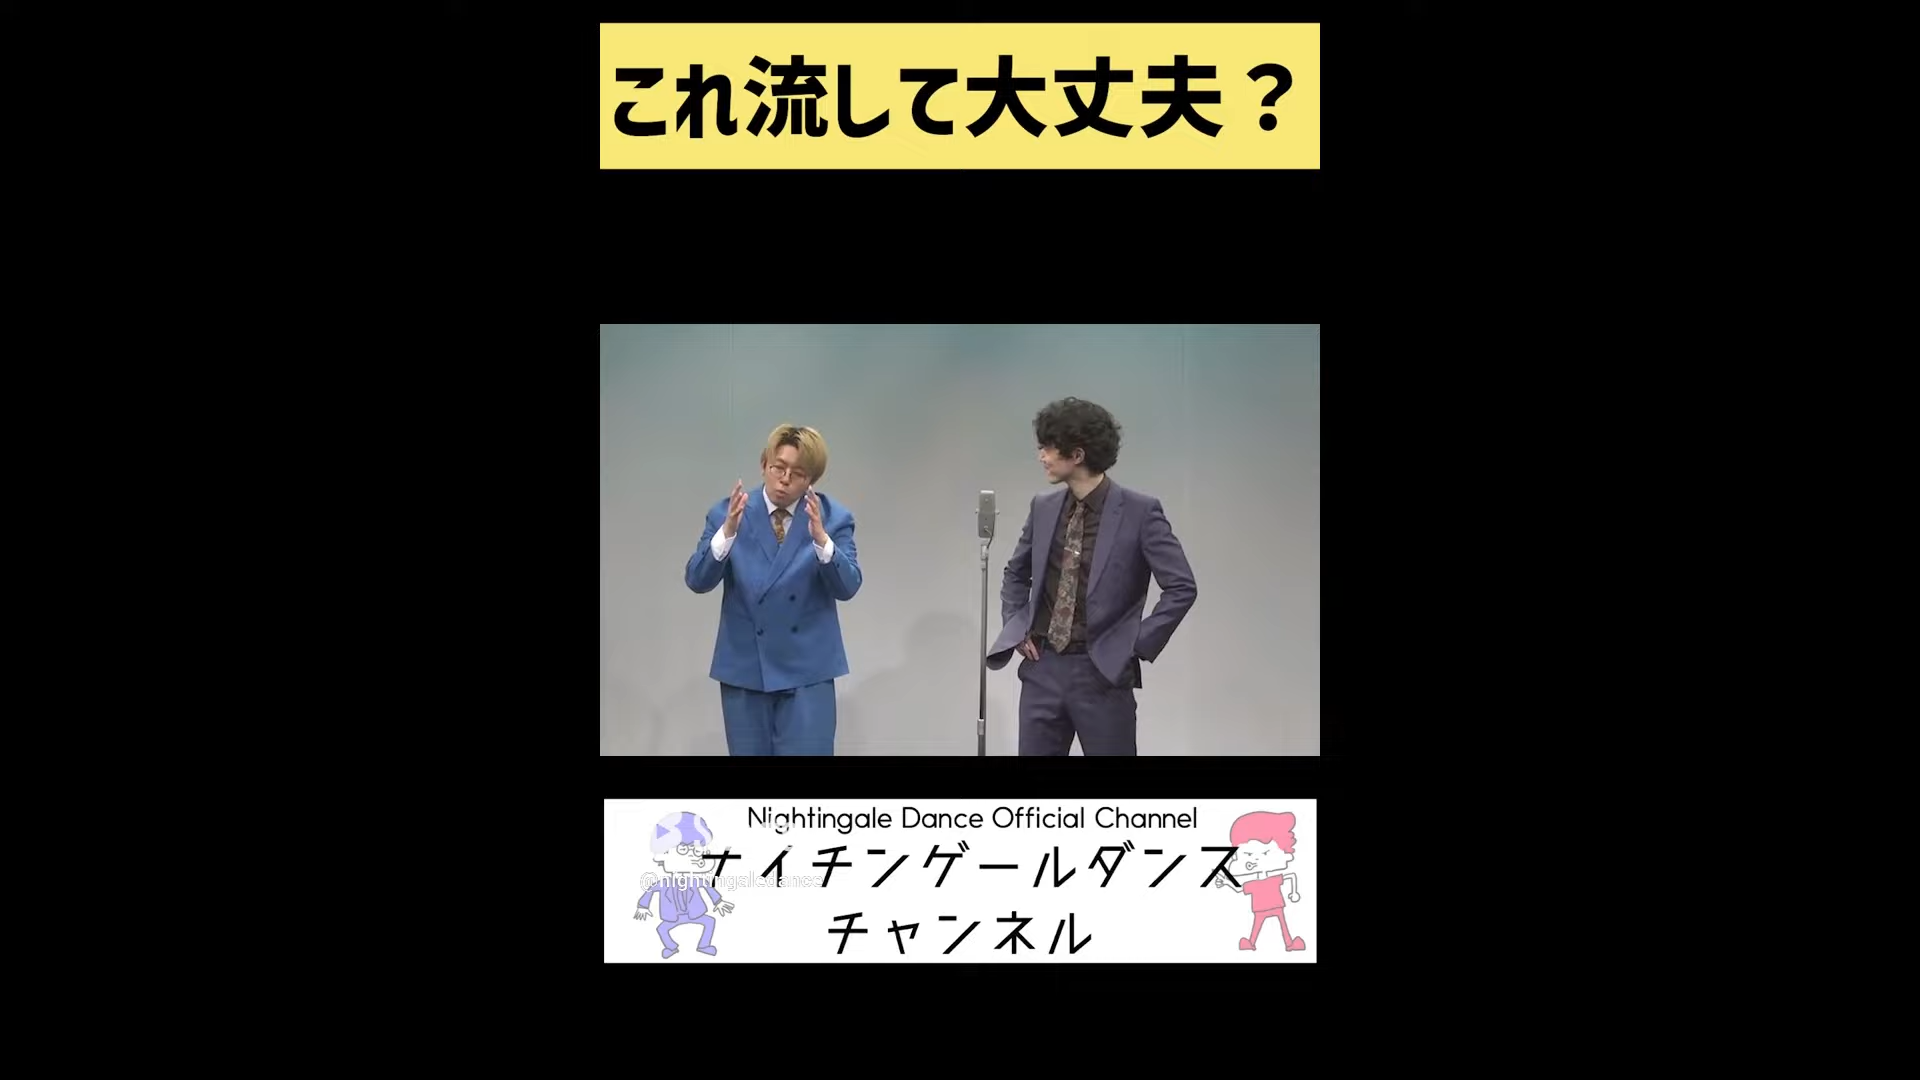 これ流して大丈夫？
Nightingale Dance Official Channel
ナイチンゲールダンス
@nightingaledance
チャンネル